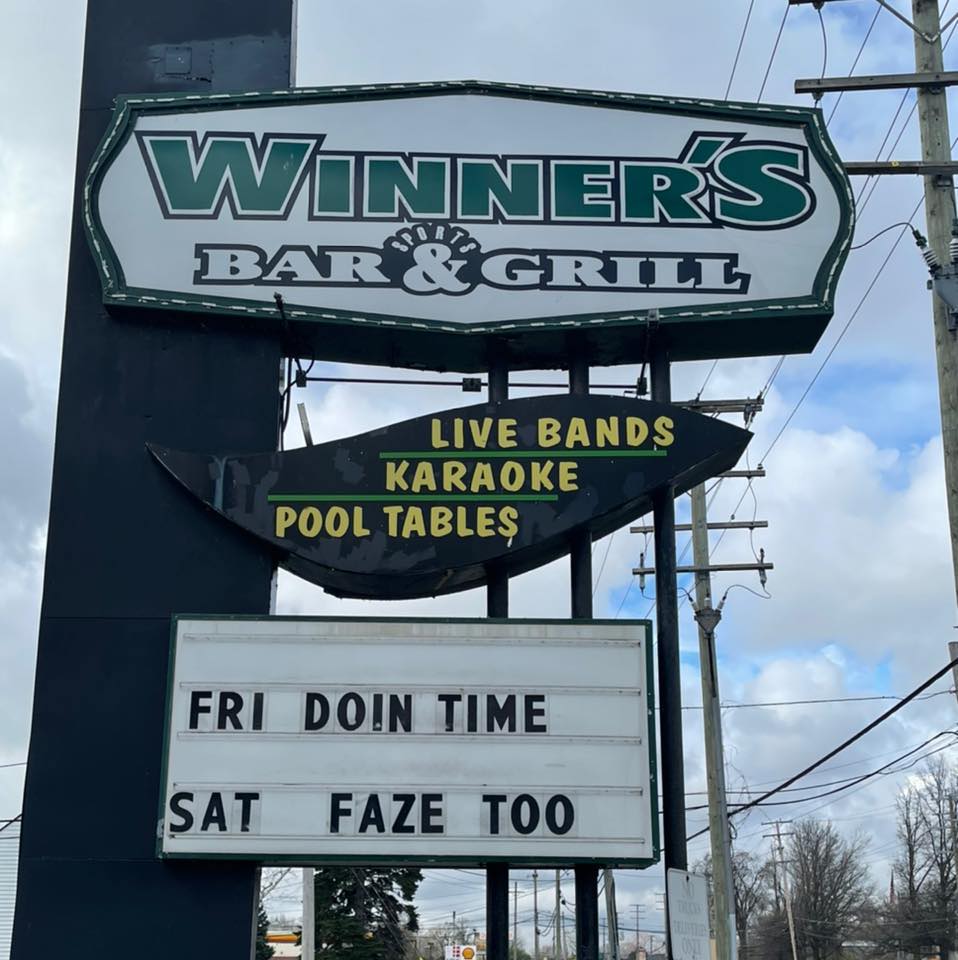 WINNER'S
SPORTS
BAR & GRILL
LIVE BANDS
KARAOKE
POOL TABLES
FRI DOIN TIME
SAT FAZE TOO